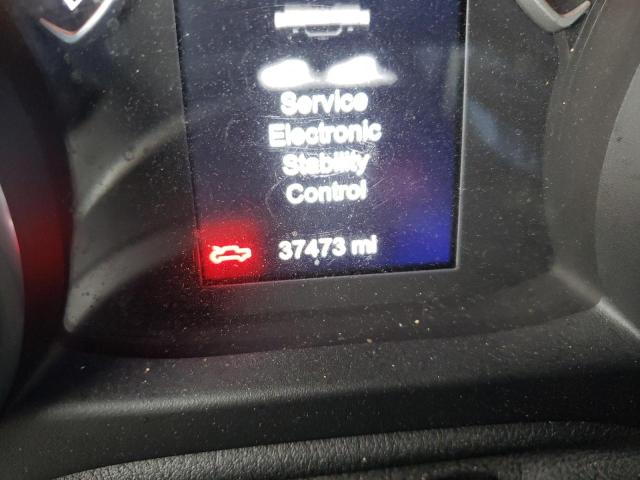 Service
Electronic
Stability
Control
37473 mi